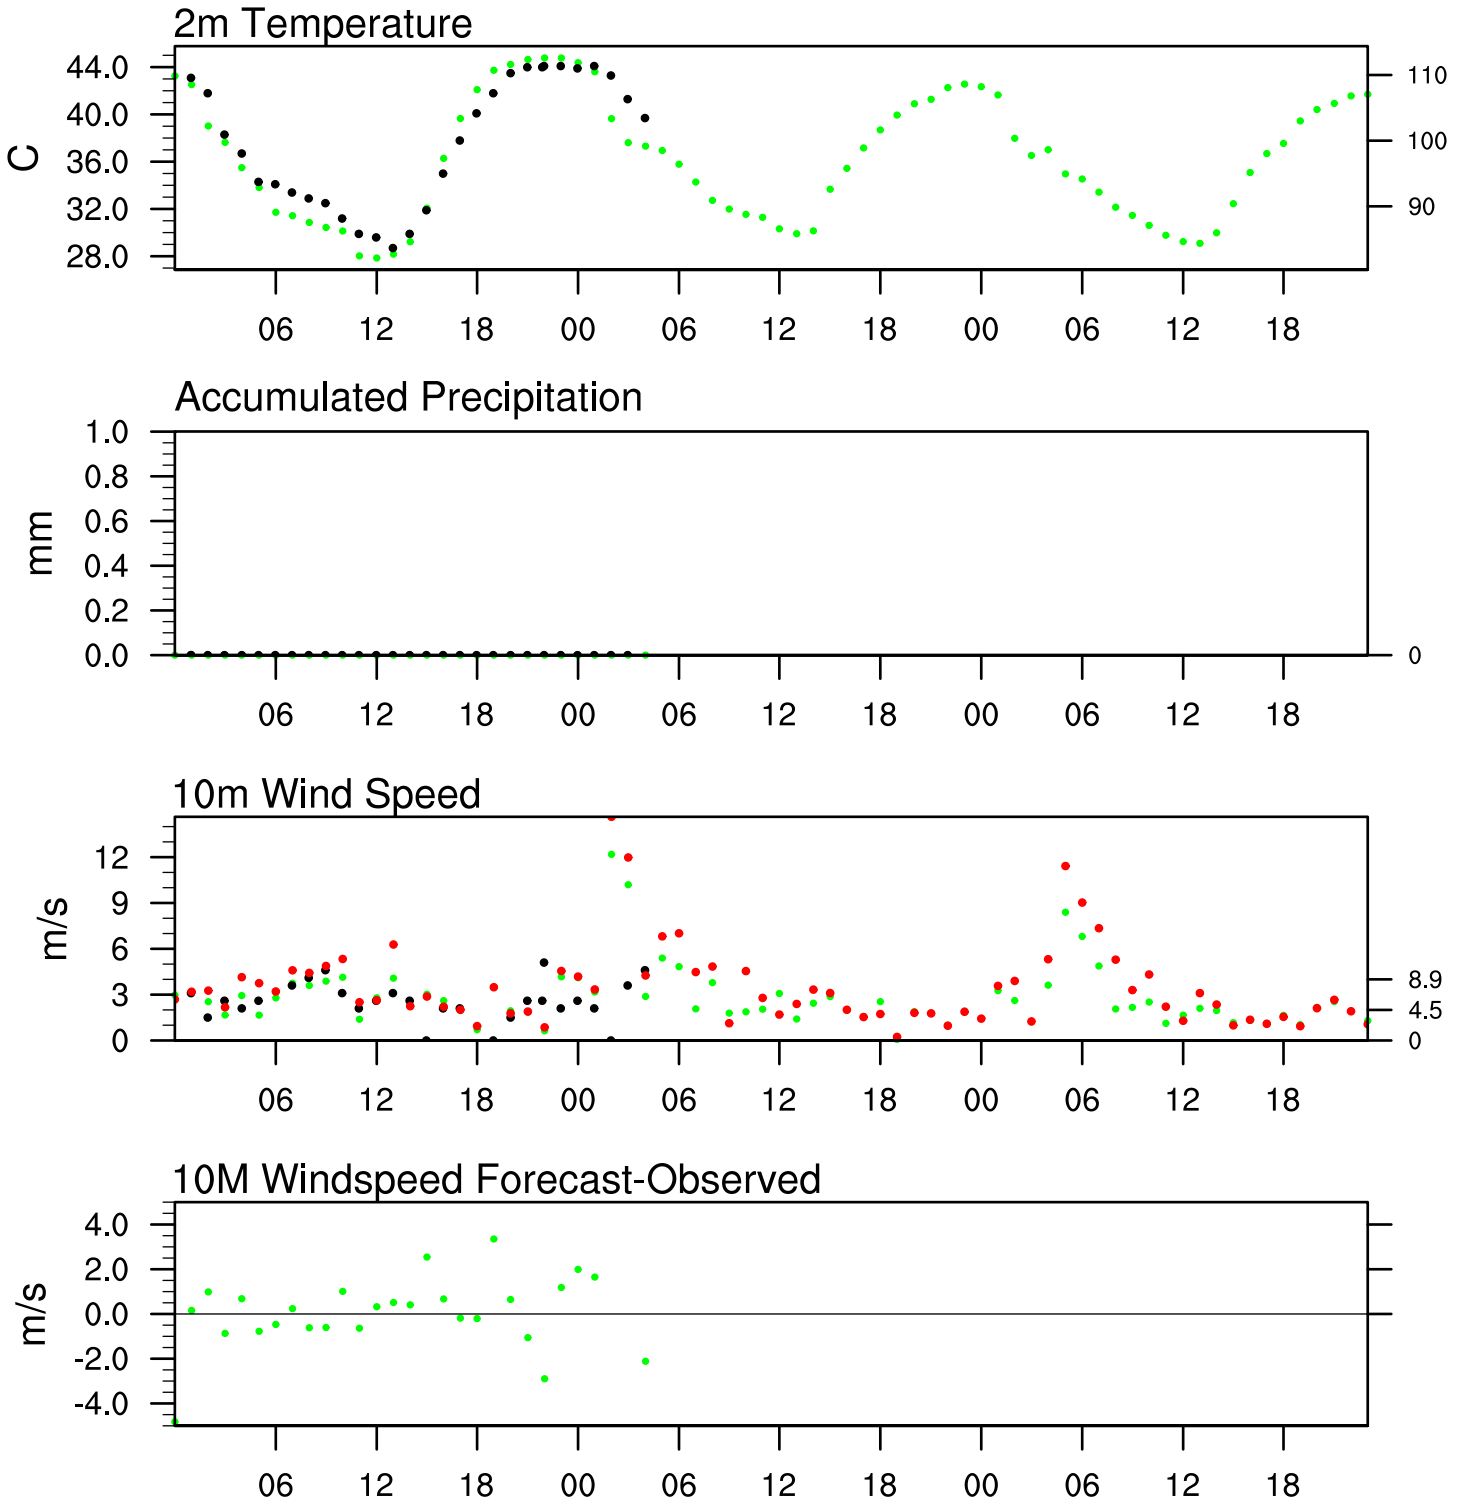 2m Temperature
44.0
40.0
36.0
32.0
28.0
C
110
100
90
06 12 18 00 06 12 18 00 06 12 18
Accumulated Precipitation
1.0
0.8
0.6
0.4
0.2
0.0
mm
0
06 12 18 00 06 12 18 00 06 12 18
10m Wind Speed
12
9
6
3
0
m/s
8.9
4.5
0
06 12 18 00 06 12 18 00 06 12 18
10M Windspeed Forecast-Observed
4.0
2.0
0.0
-2.0
-4.0
m/s
06 12 18 00 06 12 18 00 06 12 18